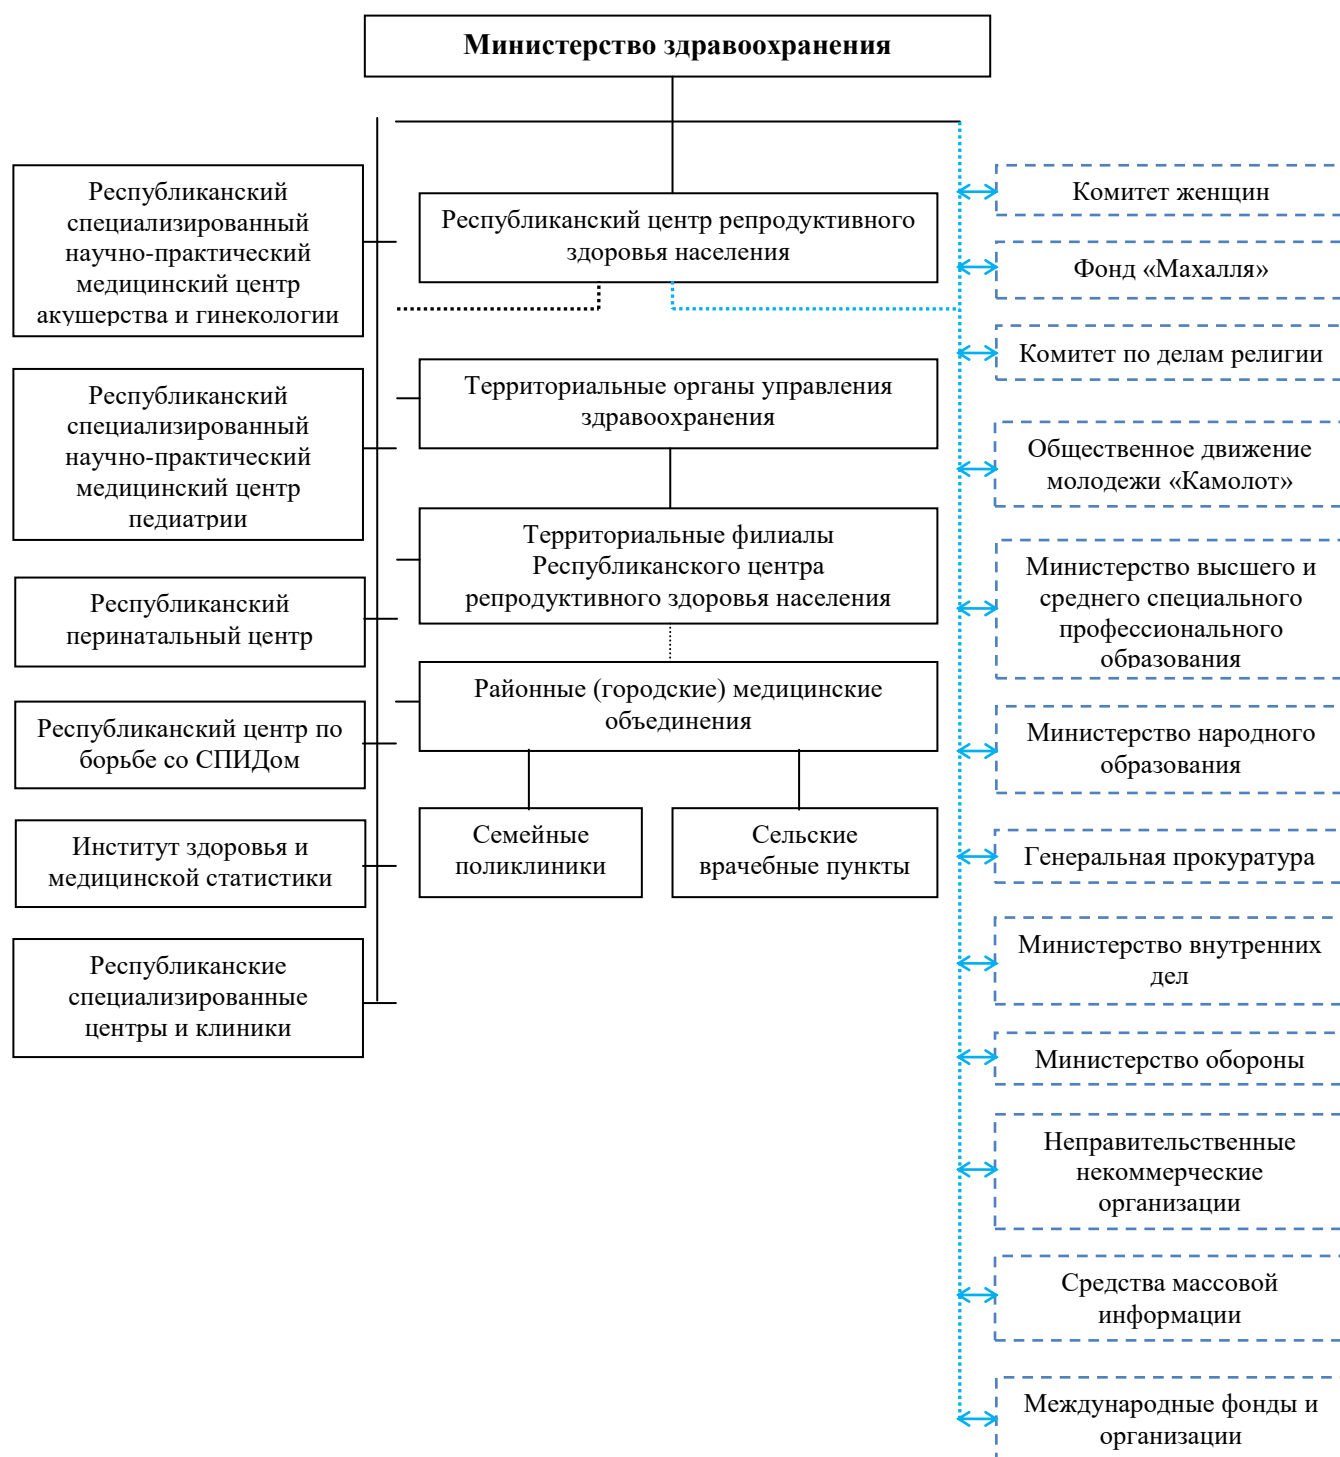 Министерство здравоохранения
Республиканский
специализированный
научно-практический
медицинский центр
акушерства и гинекологии
Республиканский
специализированный
научно-практический
медицинский центр
педиатрии
Республиканский
перинатальный центр
Республиканский центр по
борьбе со СПИДом
Институт здоровья и
медицинской статистики
Республиканские
специализированные
центры и клиники
Республиканский центр репродуктивного
здоровья населения
Территориальные органы управления
здравоохранения
Территориальные филиалы
Республиканского центра
репродуктивного здоровья населения
Районные (городские) медицинские
объединения
Семейные
поликлиники
Сельские
врачебные пункты
Комитет женщин
Фонд «Махалля»
Комитет по делам религии
Общественное движение
молодежи «Камолот»
Министерство высшего и
среднего специального
профессионального
образования
Министерство народного
образования
Генеральная прокуратура
Министерство внутренних
дел
Министерство обороны
Неправительственные
некоммерческие
организации
Средства массовой
информации
Международные фонды и
организации